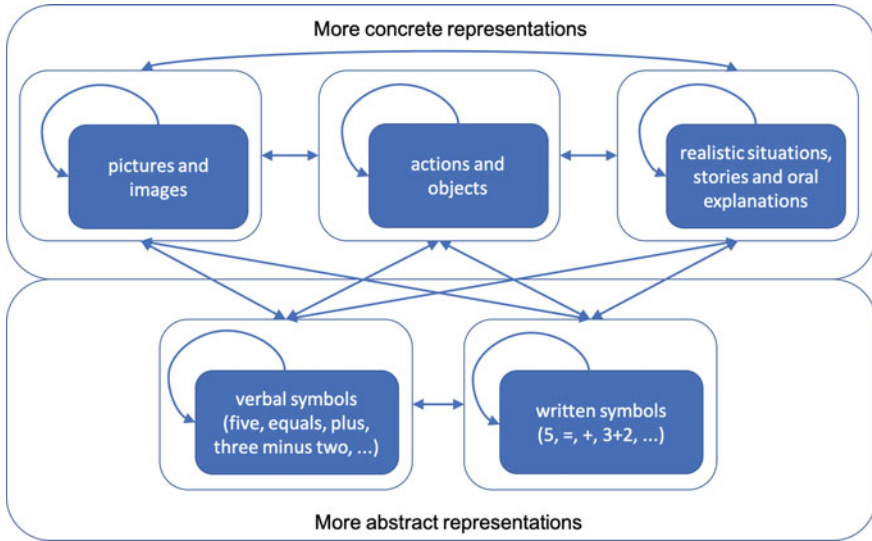 More concrete representations
pictures and
images
actions and
objects
realistic situations,
stories and oral
explanations
verbal symbols
(five, equals, plus,
three minus two, ...)
written symbols
(5, =, +, 3+2, ...)
More abstract representations